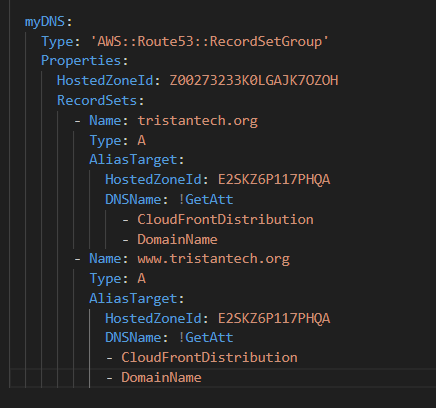 myDNS:
Type: 'AWS::Route53::RecordSetGroup'
Properties:
HostedZoneId: Z00273233K0LGAJK7OZOH
RecordSets:
- Name: tristantech.org
Type: A
AliasTarget:
HostedZoneId: E2SKZ6P117PHQA
DNSName: !GetAtt
- CloudFrontDistribution
- DomainName
- Name: www.tristantech.org
Type: A
AliasTarget:
HostedZoneId: E2SKZ6P117PHQA
DNSName: !GetAtt
- CloudFrontDistribution
- DomainName